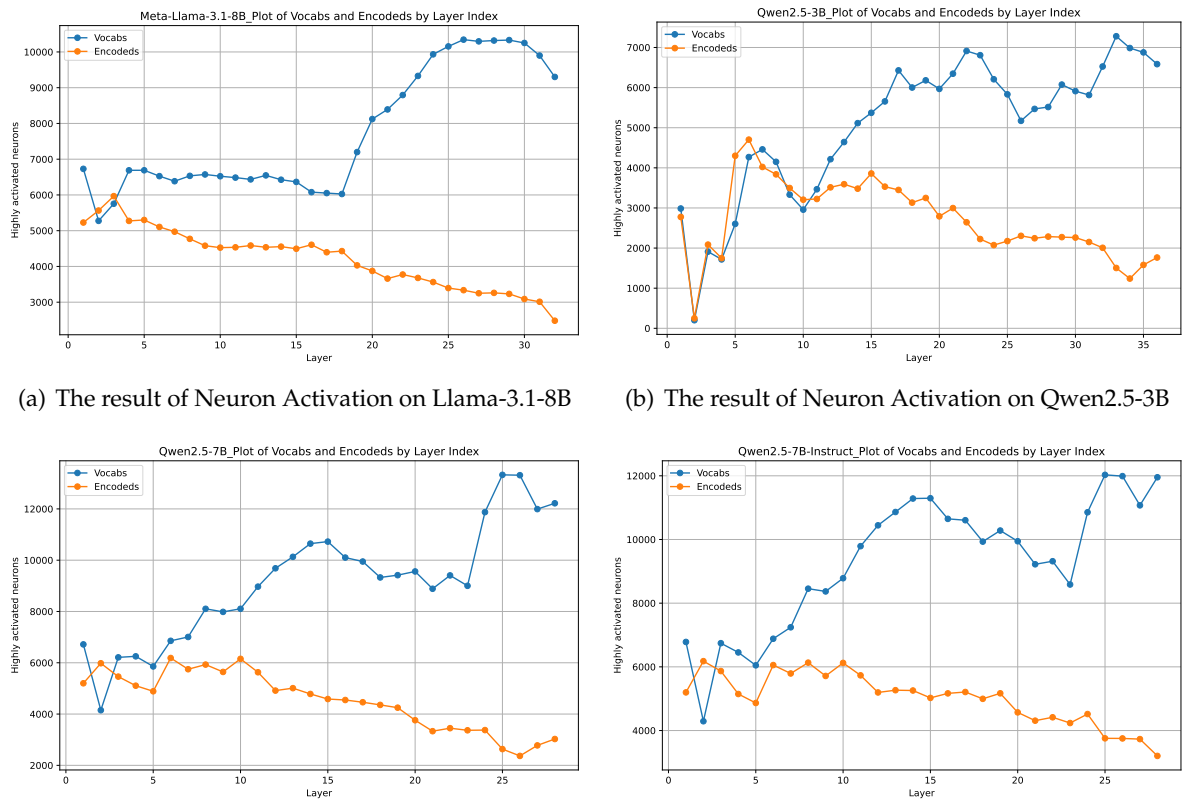 Meta-Llama-3.1-8B_Plot of Vocabs and Encodeds by Layer Index
Vocabs
Encodeds
Highly activated neurons
10000
9000
8000
7000
6000
5000
4000
3000
0 5 10 15 20 25 30
Layer
(a) The result of Neuron Activation on Llama-3.1-8B
Qwen2.5-3B_Plot of Vocabs and Encodeds by Layer Index
Vocabs
Encodeds
Highly activated neurons
7000
6000
5000
4000
3000
2000
1000
0
0 5 10 15 20 25 30 35
Layer
(b) The result of Neuron Activation on Qwen2.5-3B
Qwen2.5-7B_Plot of Vocabs and Encodeds by Layer Index
Vocabs
Encodeds
Highly activated neurons
12000
10000
8000
6000
4000
2000
0 5 10 15 20 25
Layer
Qwen2.5-7B-Instruct_Plot of Vocabs and Encodeds by Layer Index
Vocabs
Encodeds
Highly activated neurons
12000
10000
8000
6000
4000
0 5 10 15 20 25
Layer